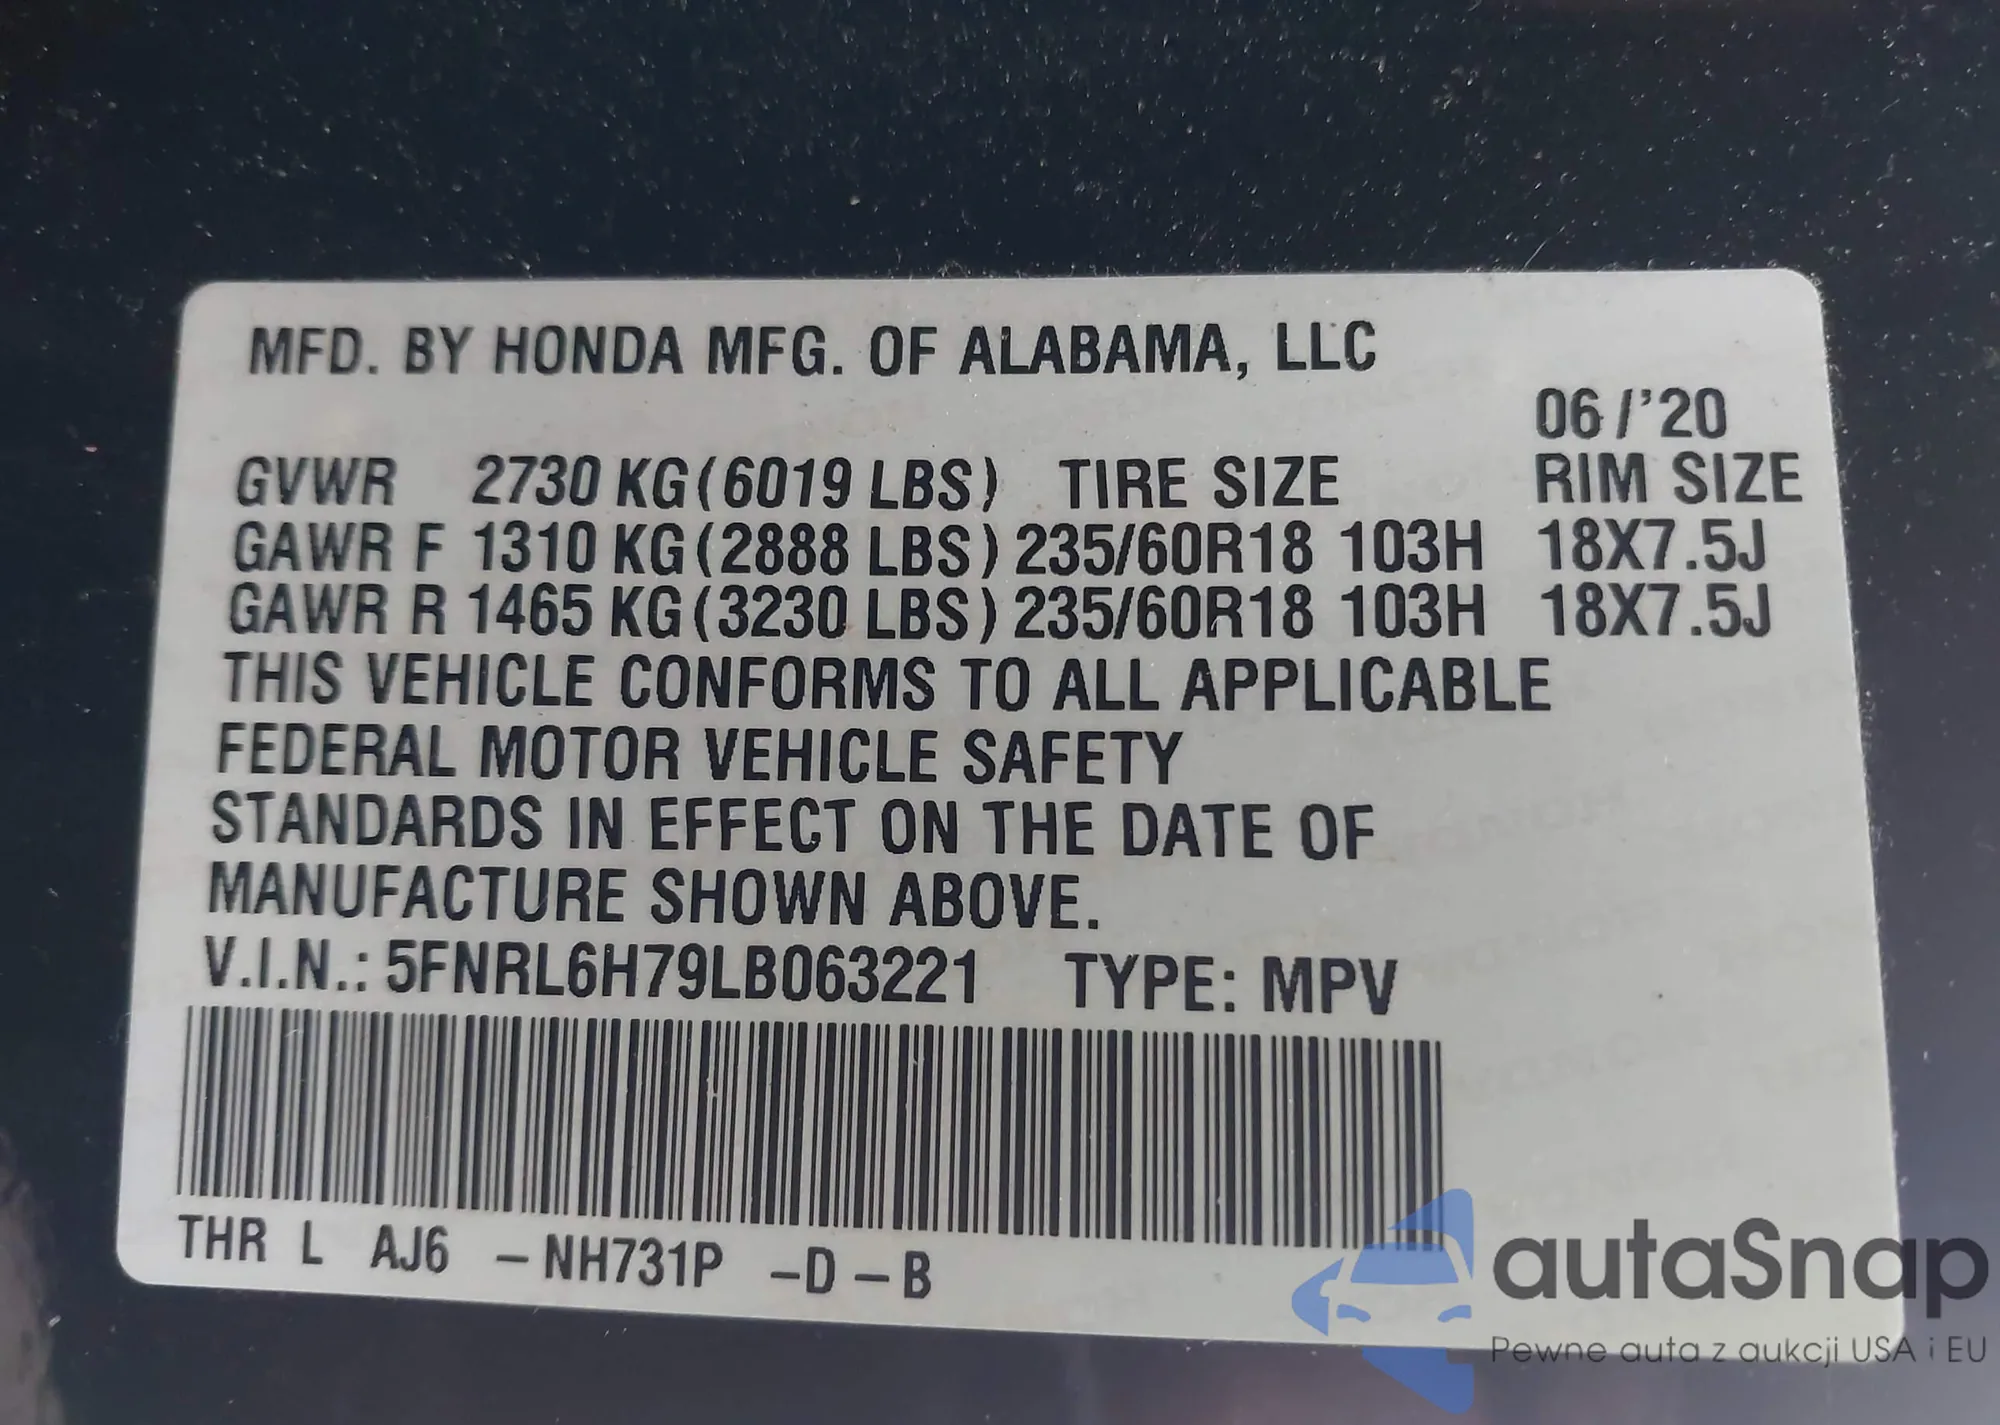 MFD. BY HONDA MFG. OF ALABAMA, LLC
06/'20
GVWR 2730 KG(6019 LBS) TIRE SIZE RIM SIZE
GAWR F 1310 KG(2888 LBS) 235/60R18 103H 18X7.5J
GAWR R 1465 KG(3230 LBS) 235/60R18 103H 18X7.5J
THIS VEHICLE CONFORMS TO ALL APPLICABLE
FEDERAL MOTOR VEHICLE SAFETY
STANDARDS IN EFFECT ON THE DATE OF
MANUFACTURE SHOWN ABOVE.
V.I.N.: 5FNRL6H79LB063221 TYPE: MPV
THR L AJ6 –NH731P –D –B
autaSnap
Pewne auta z aukcji USA i EU